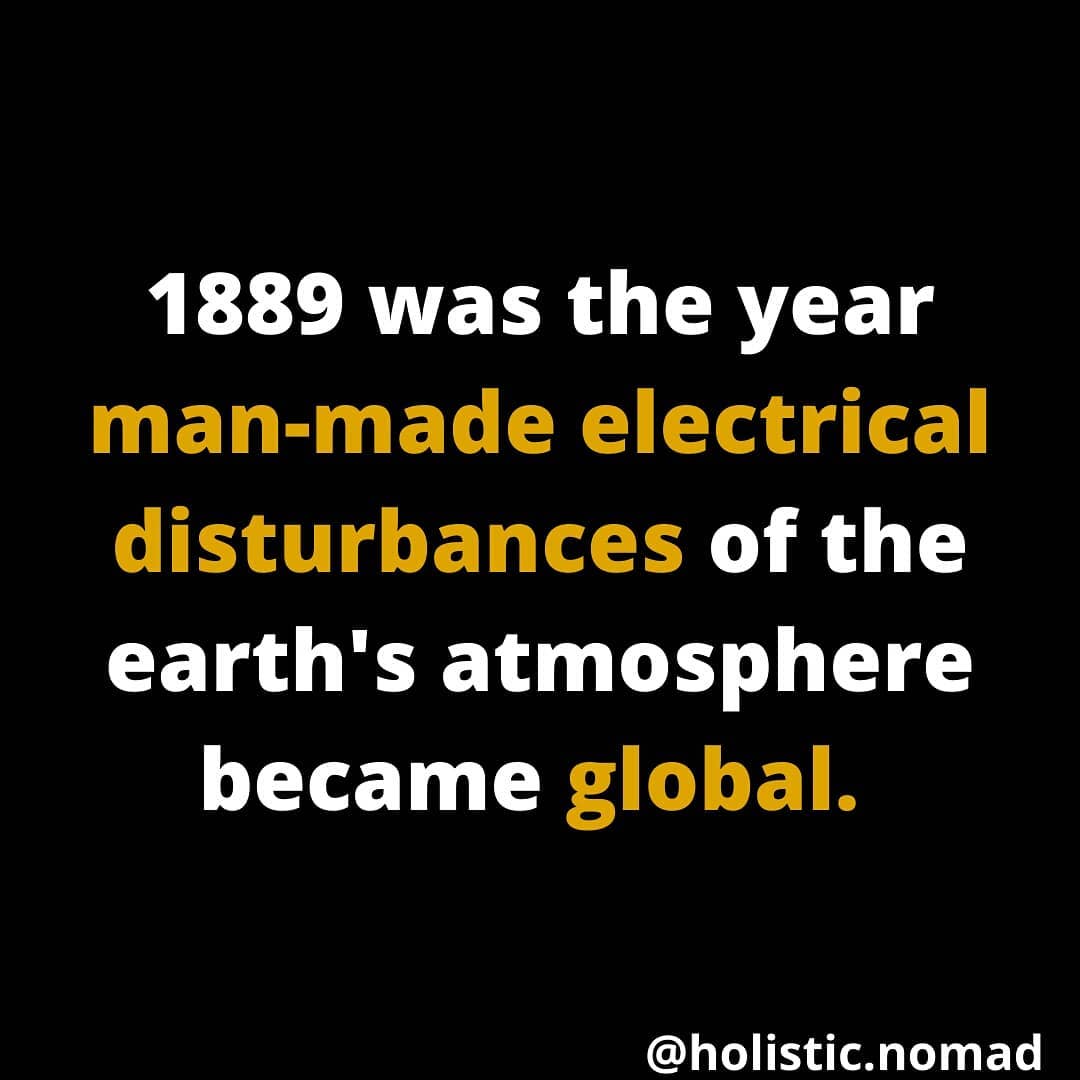 1889 was the year
man-made electrical
disturbances of the
earth's atmosphere
became global.
@holistic.nomad